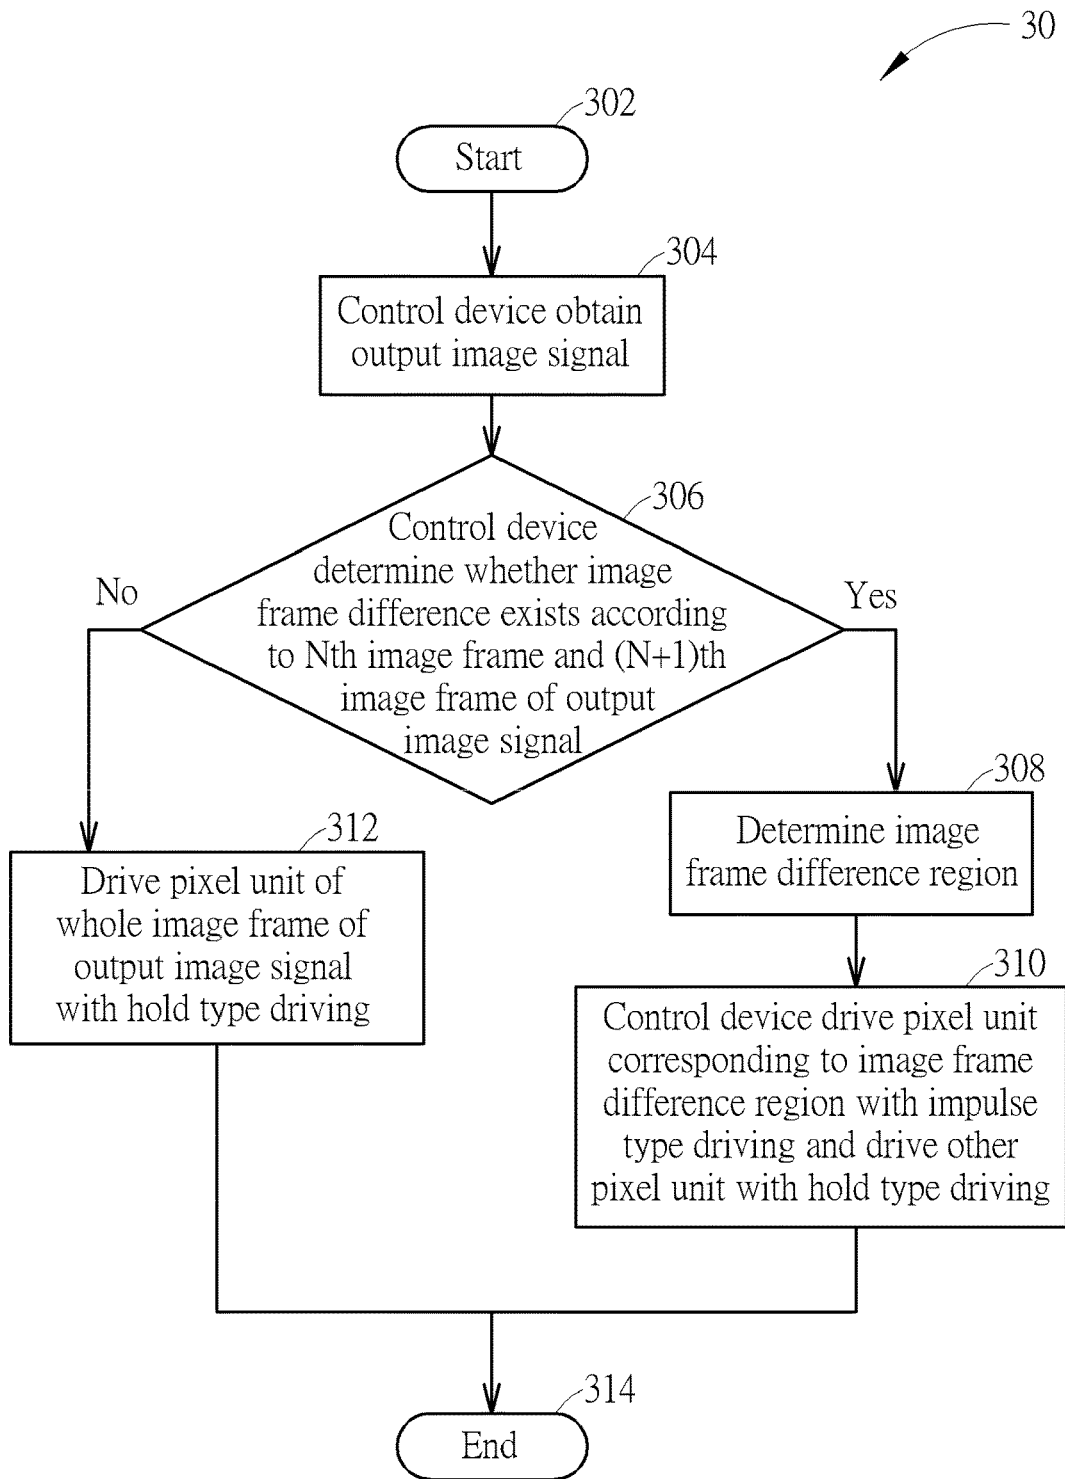 30
302
Start
304
Control device obtain
output image signal
306
Control device
determine whether image
frame difference exists according
to Nth image frame and (N+1)th
image frame of output
image signal
No
Yes
308
Determine image
frame difference region
312
Drive pixel unit of
whole image frame of
output image signal
with hold type driving
310
Control device drive pixel unit
corresponding to image frame
difference region with impulse
type driving and drive other
pixel unit with hold type driving
314
End